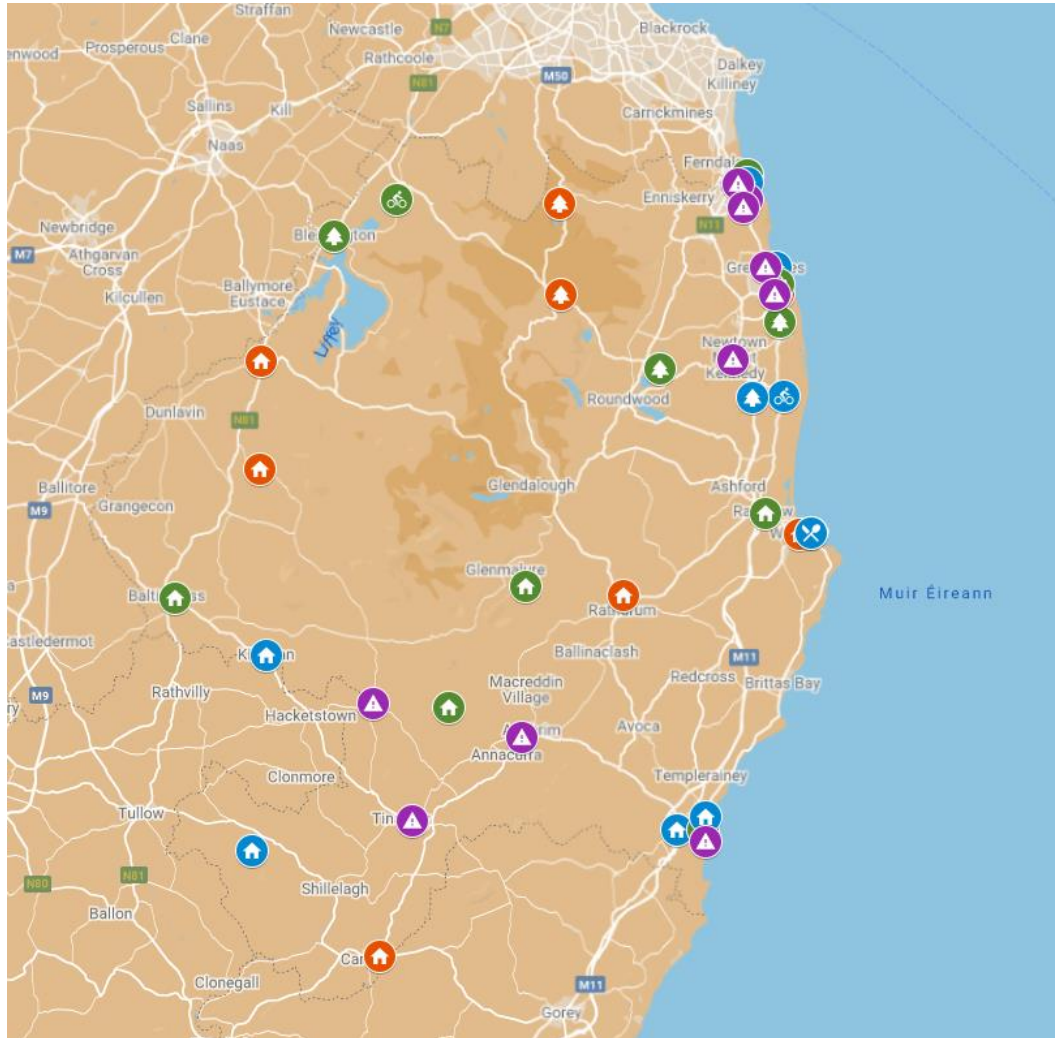 Straffan
Newcastle
N7
Blackrock
Clane
Prosperous
Rathcoole
Dalkey
M50
N81
Killiney
Sallins
Kill
Carrickmines
Naas
Enniskerry
Newbridge
N11
M7
Athgarvan
Cross
Kilcullen
Ballymore
Eustace
Liffey
Newtown
Kennedy
Roundwood
Dunlavin
N81
Ballitore
Glendalough
Ashford
M9
Grangecon
Glenmalure
Muir Éireann
Castledermot
Ballinaclash
M11
Redcross
Brittas Bay
M9
Rathvilly
Macreddin
Village
Hacketstown
Avoca
Annacurra
Clonmore
Templerainey
Tullow
N80
N81
Shillelagh
Ballon
Clonegall
M11
Gorey